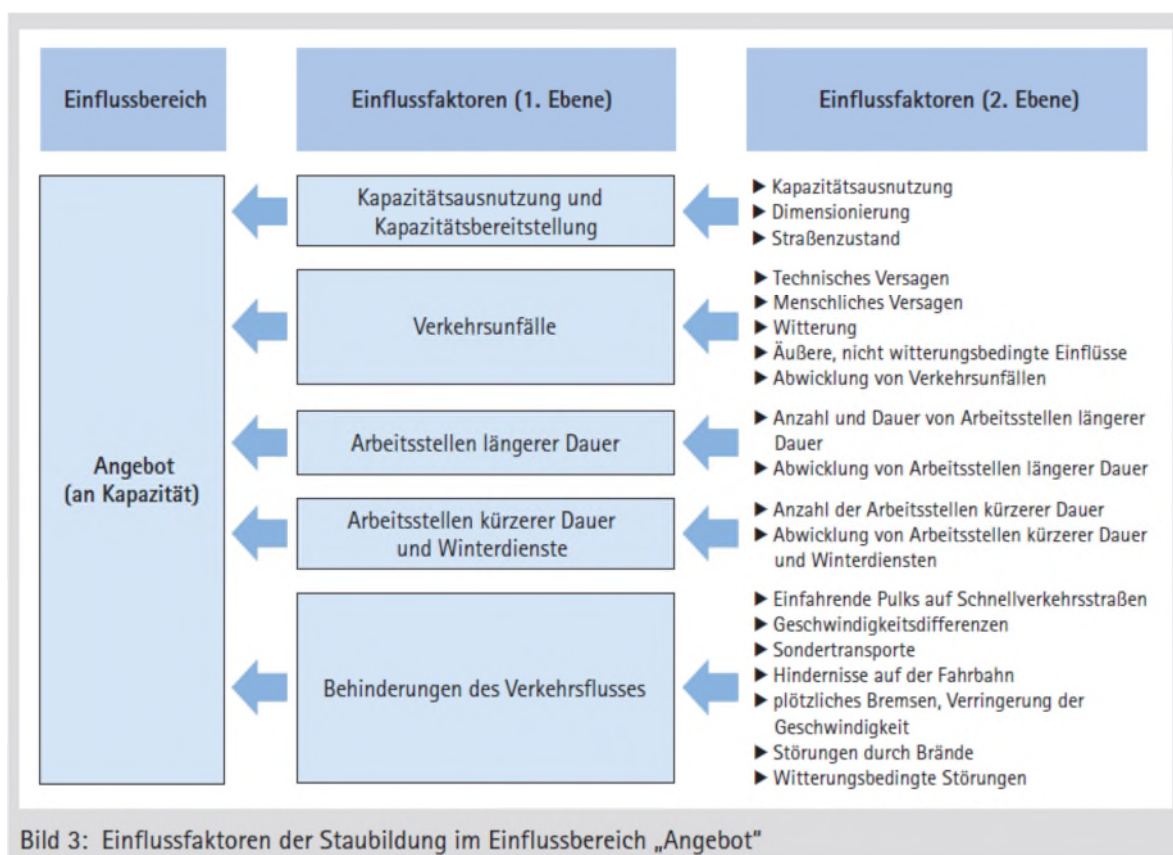 Einflussbereich
Einflussfaktoren (1. Ebene)
Einflussfaktoren (2. Ebene)
Angebot
(an Kapazität)
Kapazitätsausnutzung und
Kapazitätsbereitstellung
▶ Kapazitätsausnutzung
▶ Dimensionierung
▶ Straßenzustand
Verkehrsunfälle
▶ Technisches Versagen
▶ Menschliches Versagen
▶ Witterung
▶ Äußere, nicht witterungsbedingte Einflüsse
▶ Abwicklung von Verkehrsunfällen
Arbeitsstellen längerer Dauer
▶ Anzahl und Dauer von Arbeitsstellen längerer
Dauer
▶ Abwicklung von Arbeitsstellen längerer Dauer
Arbeitsstellen kürzerer Dauer
und Winterdienste
▶ Anzahl der Arbeitsstellen kürzerer Dauer
▶ Abwicklung von Arbeitsstellen kürzerer Dauer
und Winterdiensten
Behinderungen des Verkehrsflusses
▶ Einfahrende Pulks auf Schnellverkehrsstraßen
▶ Geschwindigkeitsdifferenzen
▶ Sondertransporte
▶ Hindernisse auf der Fahrbahn
▶ plötzliches Bremsen, Verringerung der
Geschwindigkeit
▶ Störungen durch Brände
▶ Witterungsbedingte Störungen
Bild 3: Einflussfaktoren der Staubildung im Einflussbereich „Angebot"